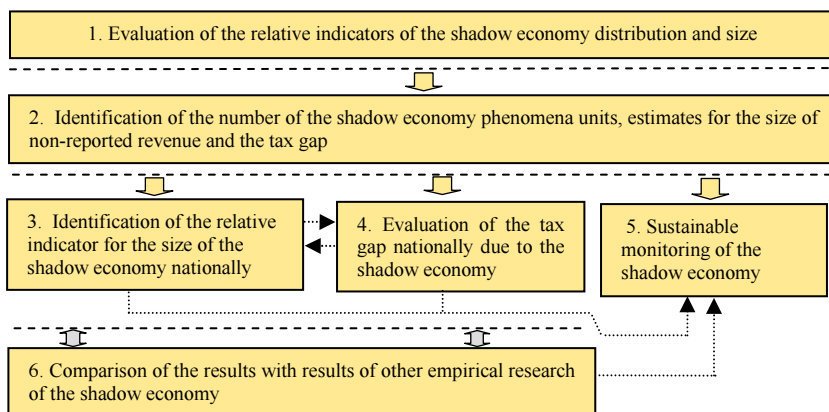 1. Evaluation of the relative indicators of the shadow economy distribution and size
2. Identification of the number of the shadow economy phenomena units, estimates for the size of
non-reported revenue and the tax gap
3. Identification of the relative
indicator for the size of the
shadow economy nationally
4. Evaluation of the tax
gap nationally due to the
shadow economy
5. Sustainable
monitoring of the
shadow economy
6. Comparison of the results with results of other empirical research
of the shadow economy